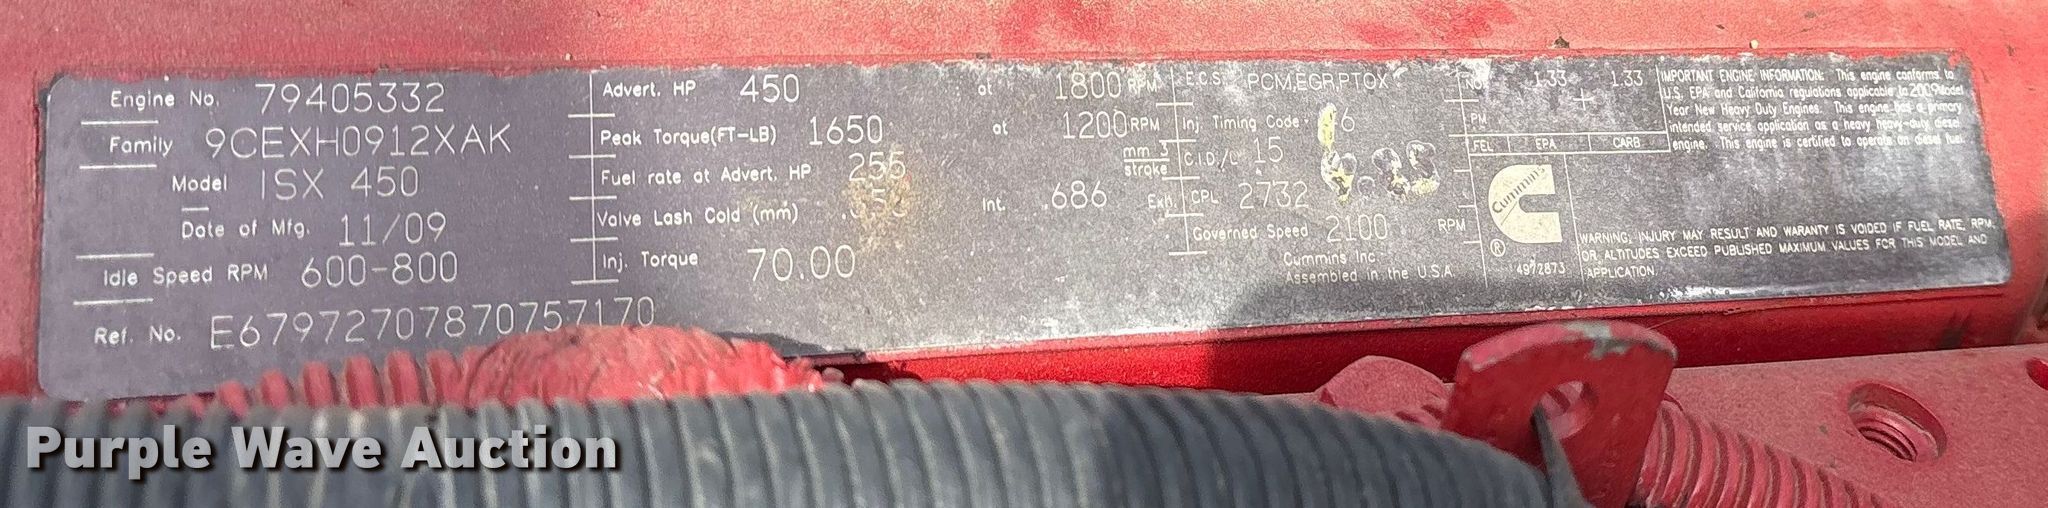 Engine No. 79405332
Family 9CEXH0912XAK
Model ISX 450
Date of Mfg. 11/09
Idle Speed RPM 600-800
Ref. No. E67972707870757170
Advert. HP 450 at 1800 RPM
Peak Torque(FT-LB) 1650 at 1200 RPM
Fuel rate at Advert. HP 255 mm 3 stroke
Valve Lash Cold (mm) Int. .686 Exh.
Inj. Torque 70.00
E.C.S. PCM,EGR,PTOX
Inj. Timing Code
C.I.D/L 15
CPL 2732
Governed Speed 2100 RPM
Cummins Inc
Assembled in the U.S.A.
1.33 1.33
PM
FEL EPA CARB
Cummins
®
4972873
IMPORTANT ENGINE INFORMATION: This engine conforms to
U.S. EPA and California regulations applicable to 2009Model
Year New Heavy Duty Engines. This engine has a primary
intended service application as a heavy heavy-duty diesel
engine. This engine is certified to operate on diesel fuel.
WARNING; INJURY MAY RESULT AND WARANTY IS VOIDED IF FUEL RATE, RPM,
OR ALTITUDES EXCEED PUBLISHED MAXIMUM VALUES FOR THIS MODEL AND
APPLICATION.
Purple Wave Auction